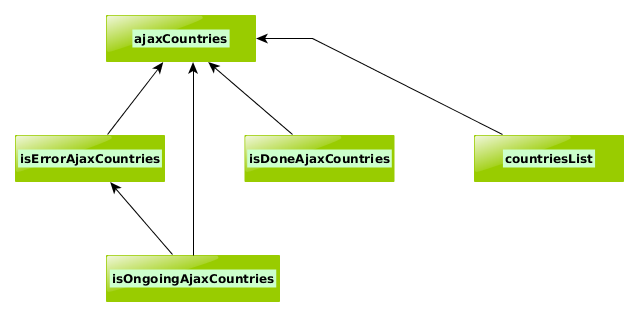 ajaxCountries
isErrorAjaxCountries
isDoneAjaxCountries
countriesList
isOngoingAjaxCountries